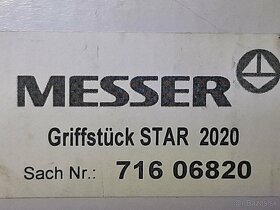 MESSER
Griffstück STAR 2020
Sach Nr.: 716 06820